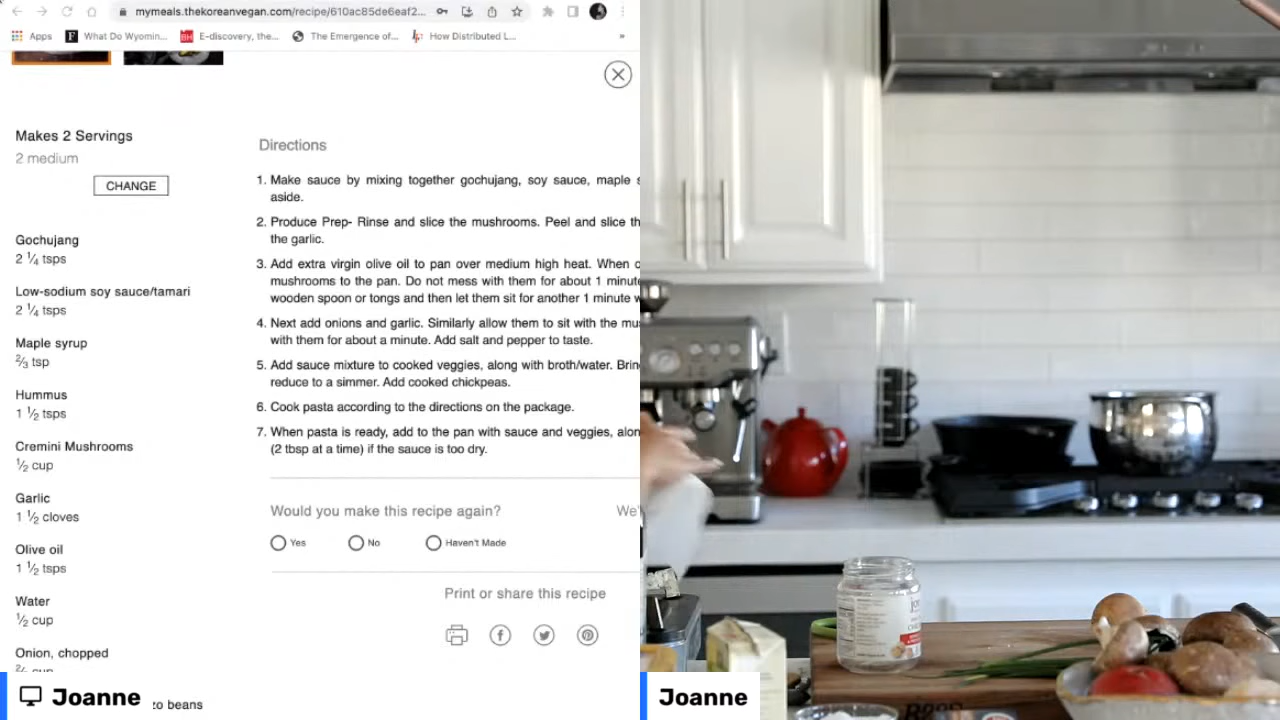 mymeals.thekoreanvegan.com/recipe/610ac85de6eaf2...
Apps
What Do Wyomin...
E-discovery, the...
The Emergence of...
How Distributed L...
Makes 2 Servings
2 medium
CHANGE
Gochujang
2 1/4 tsps
Low-sodium soy sauce/tamari
2 1/4 tsps
Maple syrup
2/3 tsp
Hummus
1 1/2 tsps
Cremini Mushrooms
1/2 cup
Garlic
1 1/2 cloves
Olive oil
1 1/2 tsps
Water
1/2 cup
Onion, chopped
zo beans
Directions
1. Make sauce by mixing together gochujang, soy sauce, maple s
aside.
2. Produce Prep- Rinse and slice the mushrooms. Peel and slice th
the garlic.
3. Add extra virgin olive oil to pan over medium high heat. When o
mushrooms to the pan. Do not mess with them for about 1 minute
wooden spoon or tongs and then let them sit for another 1 minute w
4. Next add onions and garlic. Similarly allow them to sit with the mu
with them for about a minute. Add salt and pepper to taste.
5. Add sauce mixture to cooked veggies, along with broth/water. Brin
reduce to a simmer. Add cooked chickpeas.
6. Cook pasta according to the directions on the package.
7. When pasta is ready, add to the pan with sauce and veggies, alon
(2 tbsp at a time) if the sauce is too dry.
Would you make this recipe again?
We'
Yes
No
Haven't Made
Print or share this recipe
Joanne
Joanne